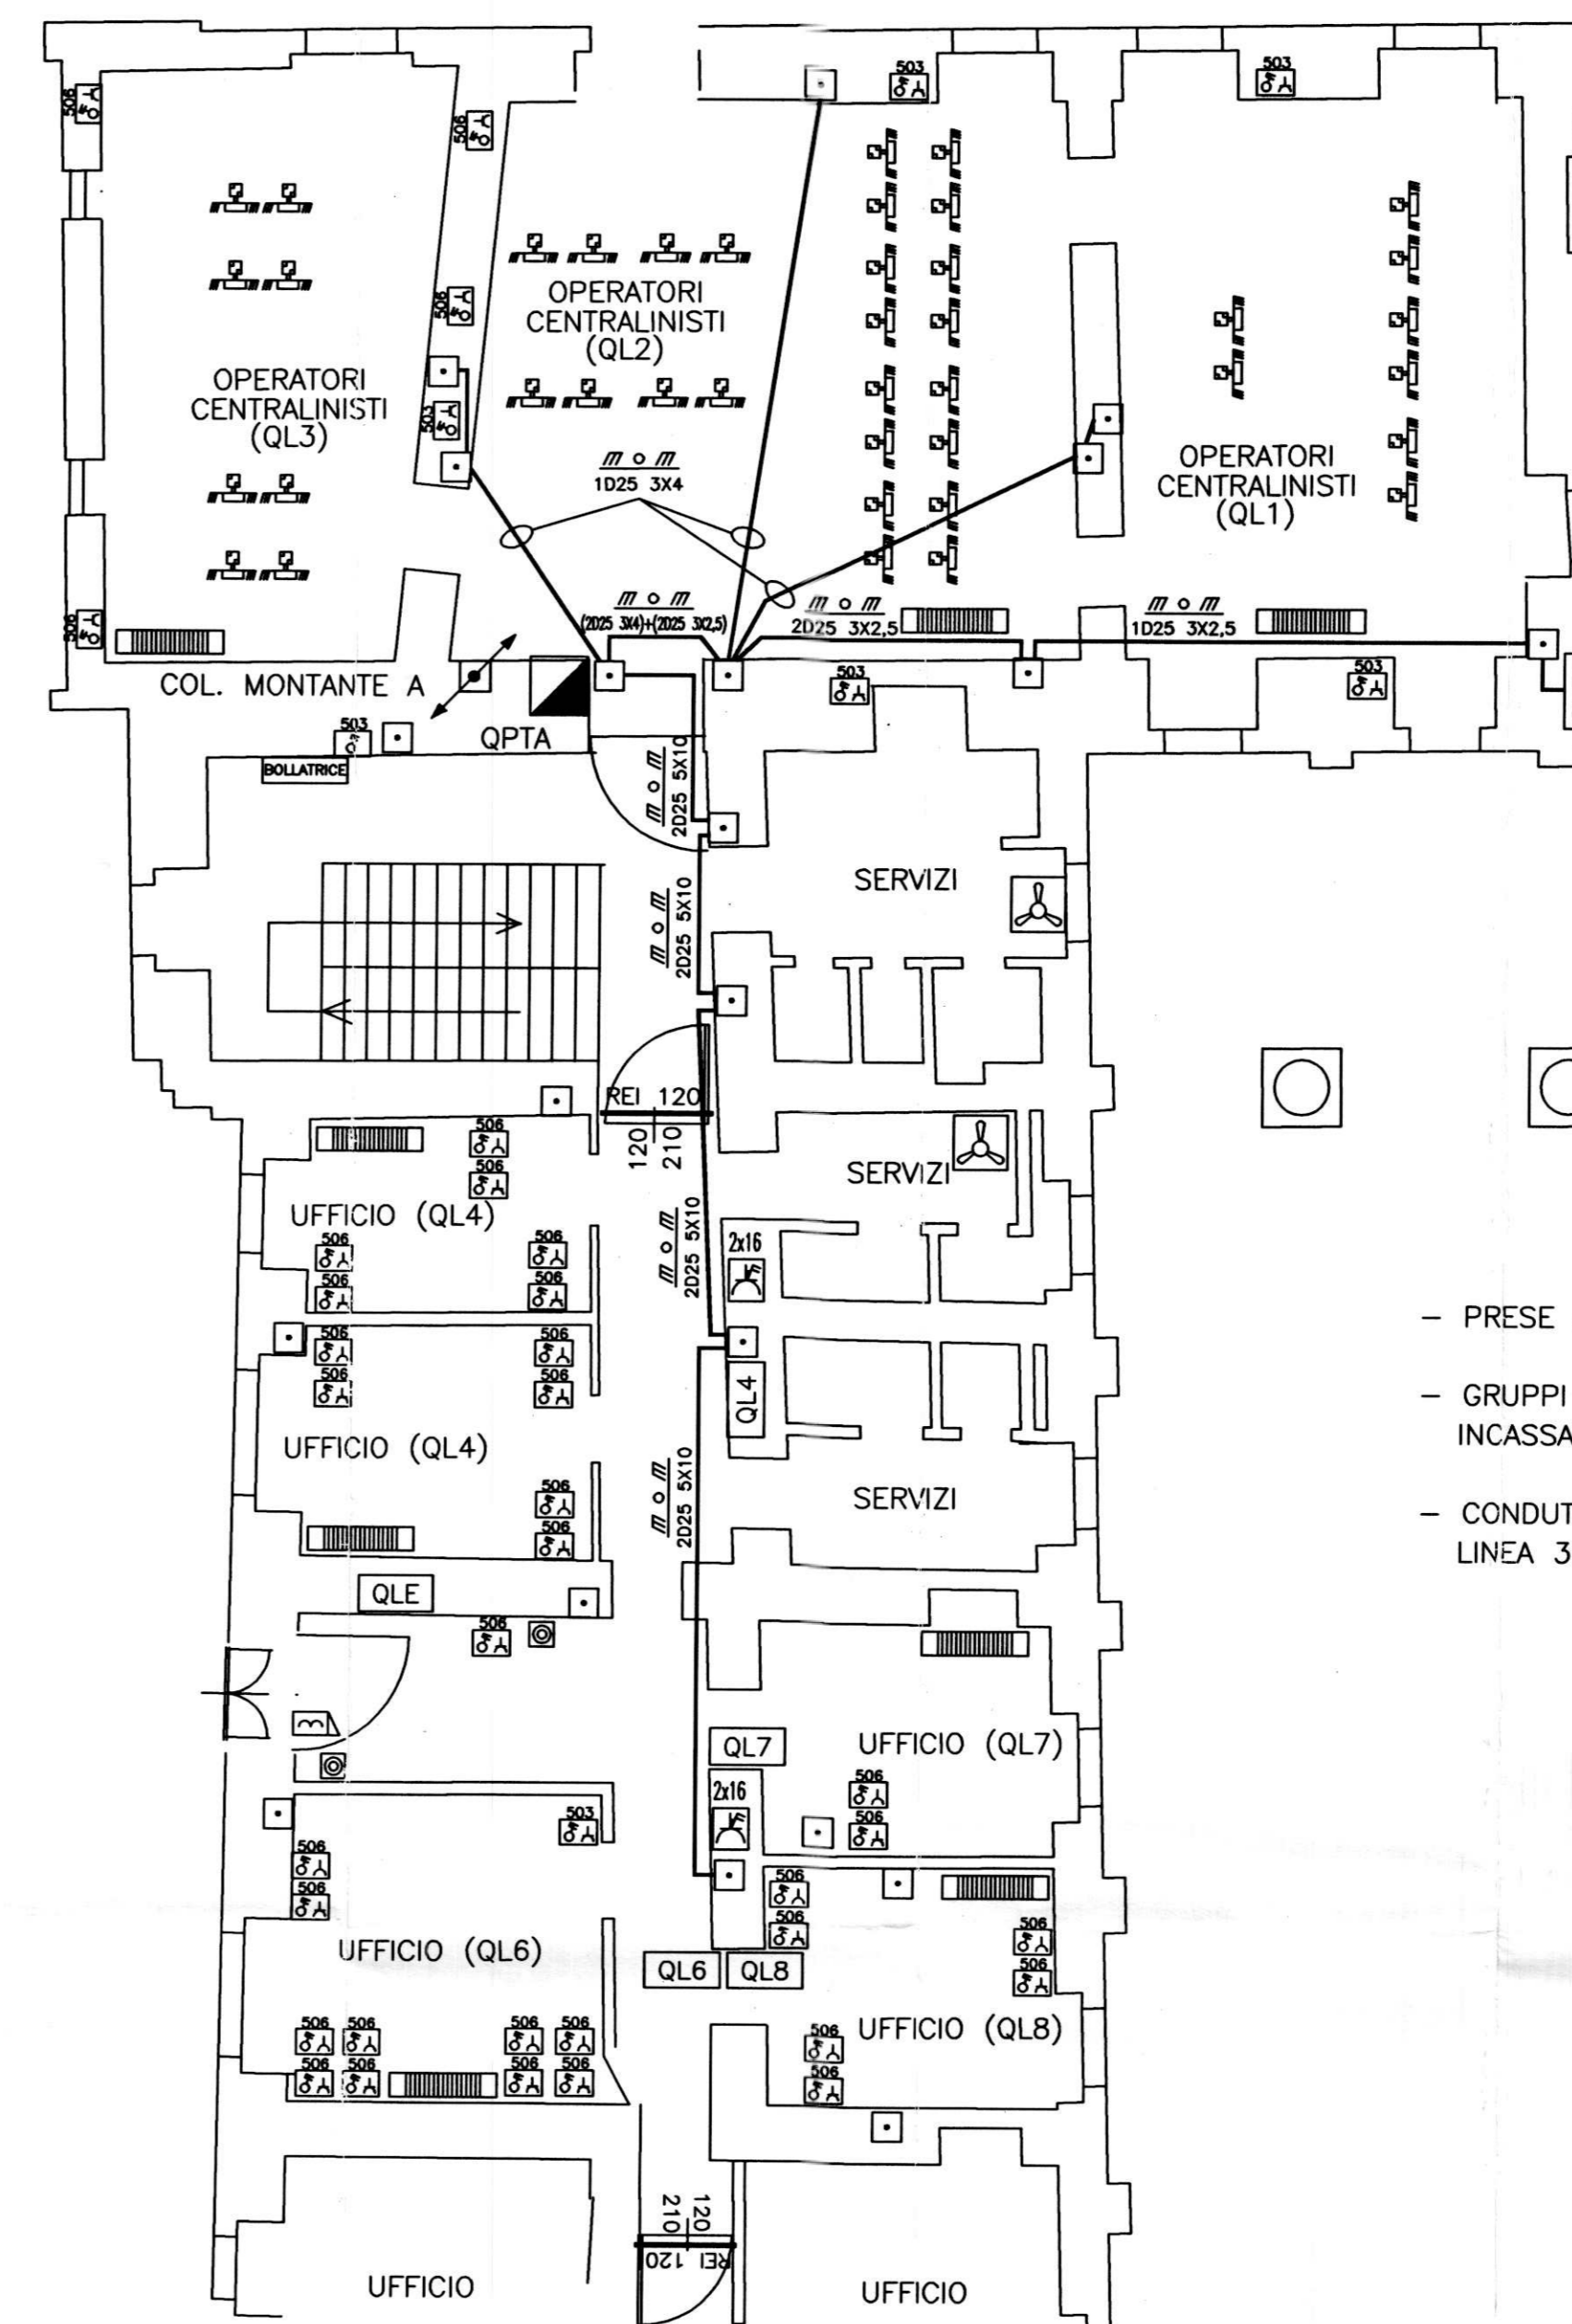 503
503
506
506
506
OPERATORI
CENTRALINISTI
(QL2)
OPERATORI
CENTRALINISTI
(QL3)
503
1D25 3X4
OPERATORI
CENTRALINISTI
(QL1)
506
(2D25 3X4)+(2D25 3X2,5)
2D25 3X2,5
1D25 3X2,5
COL. MONTANTE A
503
503
503
QPTA
BOLLATRICE
2D25 5X10
SERVIZI
2D25 5X10
REI 120
120
210
506
506
SERVIZI
UFFICIO (QL4)
2D25 5X10
506
506
506
506
2x16
- PRESE
506
506
506
506
QL4
- GRUPPI
INCASSA
UFFICIO (QL4)
2D25 5X10
506
506
SERVIZI
- CONDUT
LINEA 3
QLE
506
QL7
UFFICIO (QL7)
506
506
2x16
503
506
506
506
506
UFFICIO (QL6)
QL6
QL8
506
506
UFFICIO (QL8)
506
506
506
506
506
506
506
506
506
506
120
210
REI 120
UFFICIO
UFFICIO